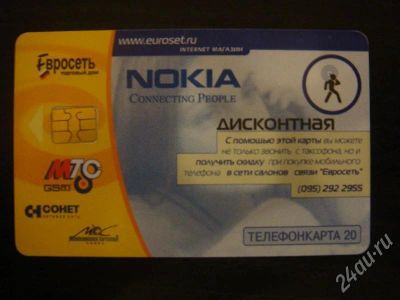 Евросеть
ТОРГОВЫЙ ДОМ
www.euroset.ru
INTERNET МАГАЗИН
NOKIA
CONNECTING PEOPLE
ДИСКОНТНАЯ
С помощью этой карты вы можете
не только звонить с таксофона, но и
получить скидку при покупке мобильного
телефона в сети салонов связи "Евросеть"
(095) 292 2955
МТС
GSM
СОНЕТ
ТЕЛЕФОНКАРТА 20
24au.ru